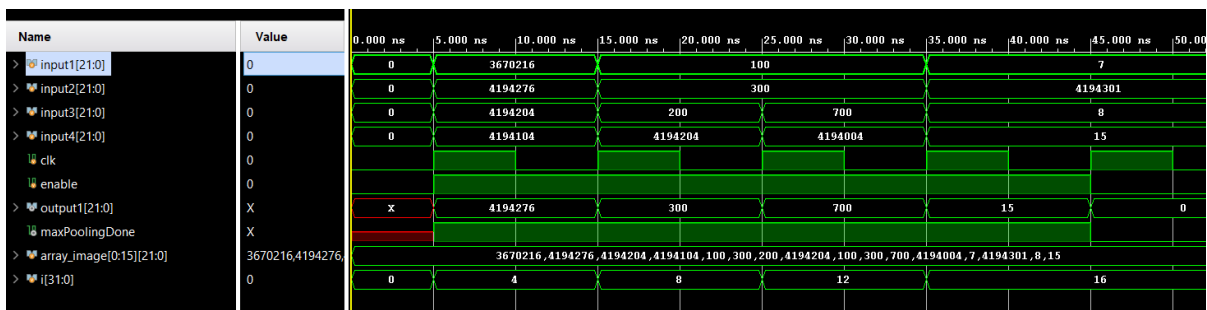 Name Value 0.000 ns 5.000 ns 10.000 ns 15.000 ns 20.000 ns 25.000 ns 30.000 ns 35.000 ns 40.000 ns 45.000 ns 50.00
> input1[21:0] 0 0 3670216 100 7
> input2[21:0] 0 0 4194276 300 4194301
> input3[21:0] 0 0 4194204 200 700 8
> input4[21:0] 0 0 4194104 4194204 4194004 15
clk 0
enable 0
> output1[21:0] X X 4194276 300 700 15 0
maxPoolingDone X
> array_image[0:15][21:0] 3670216,4194276, 3670216,4194276,4194204,4194104,100,300,200,4194204,100,300,700,4194004,7,4194301,8,15
> i[31:0] 0 0 4 8 12 16